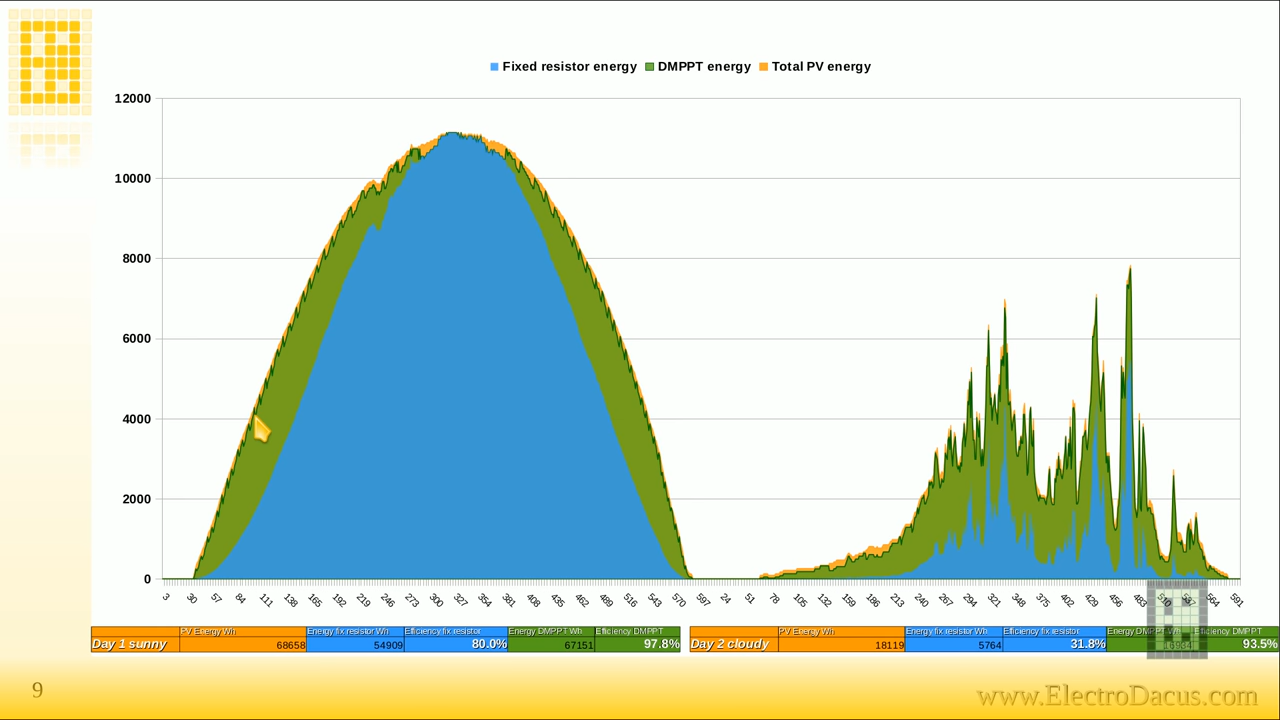 Fixed resistor energy DMPPT energy Total PV energy
12000
10000
8000
6000
4000
2000
0
3 30 57 84 111 138 165 192 219 246 273 300 327 354 381 408 435 462 489 516 543 570 597 24 51 78 105 132 159 186 213 240 267 294 321 348 375 402 429 456 483 510 537 564 591
Day 1 sunny PV Energy Wh 68658 Energy fix resistor Wh 54909 Efficiency fix resistor 80.0% Energy DMPPT Wh 67151 Efficiency DMPPT 97.8%
Day 2 cloudy PV Energy Wh 18119 Energy fix resistor Wh 5764 Efficiency fix resistor 31.8% Energy DMPPT Wh Efficiency DMPPT 93.5%
9
www.ElectroDacus.com